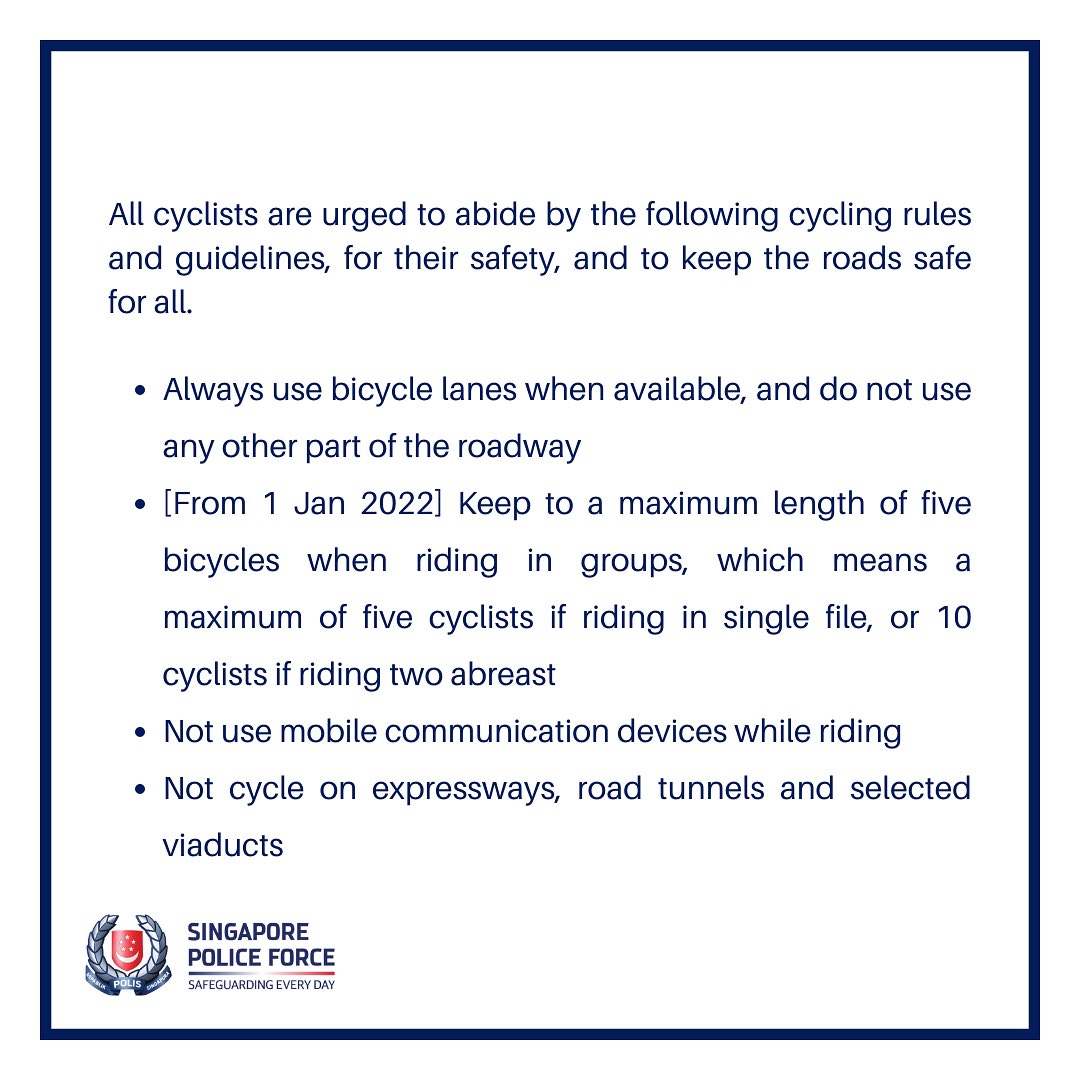 All cyclists are urged to abide by the following cycling rules
and guidelines, for their safety, and to keep the roads safe
for all.
• Always use bicycle lanes when available, and do not use
any other part of the roadway
• [From 1 Jan 2022] Keep to a maximum length of five
bicycles when riding in groups, which means a
maximum of five cyclists if riding in single file, or 10
cyclists if riding two abreast
• Not use mobile communication devices while riding
• Not cycle on expressways, road tunnels and selected
viaducts
REPUBLIK POLIS SINGAPURA
SINGAPORE
POLICE FORCE
SAFEGUARDING EVERY DAY